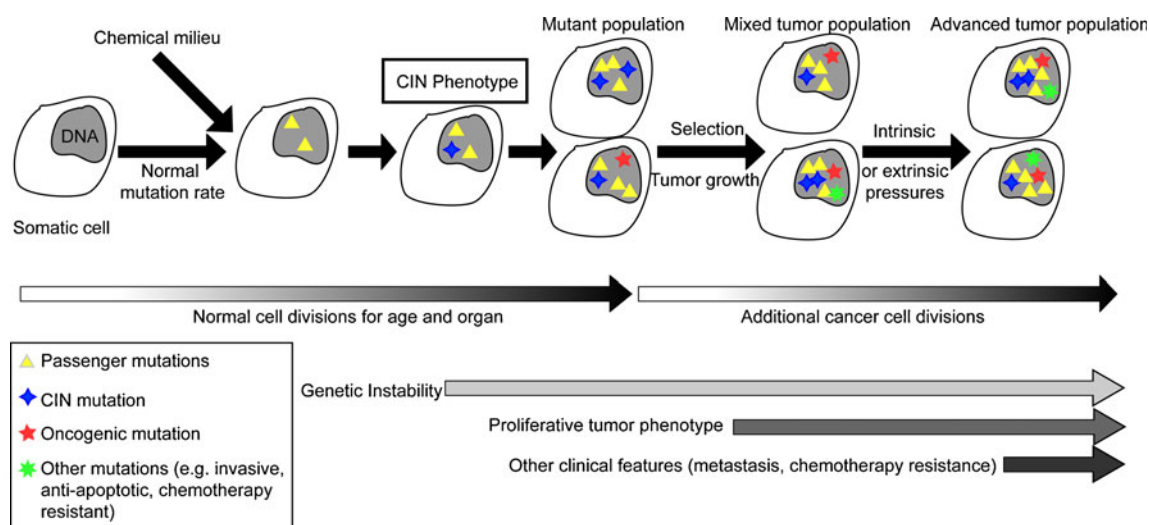 Chemical milieu
Mutant population
Mixed tumor population
Advanced tumor population
CIN Phenotype
DNA
Normal
mutation rate
Selection
Tumor growth
Intrinsic
or extrinsic
pressures
Somatic cell
Normal cell divisions for age and organ
Additional cancer cell divisions
Passenger mutations
CIN mutation
Oncogenic mutation
Other mutations (e.g. invasive,
anti-apoptotic, chemotherapy
resistant)
Genetic Instability
Proliferative tumor phenotype
Other clinical features (metastasis, chemotherapy resistance)